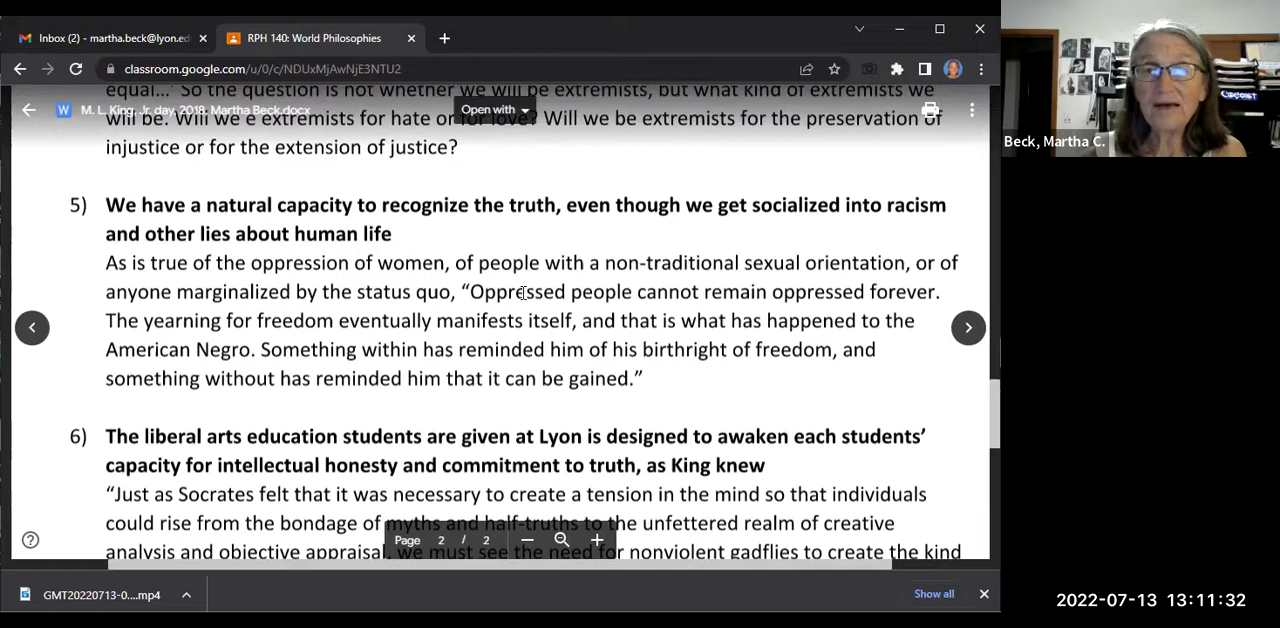 Inbox (2) - martha.beck@lyon.ed
RPH 140: World Philosophies
classroom.google.com/u/0/c/NDUxMjAwNjE3NTU2
equal...' So the question is not whether we will be extremists, but what kind of extremists we
M. L. King, Jr. day, 2018. Martha Beck.docx
Open with
will be. Will we e extremists for hate or for love? Will we be extremists for the preservation of
injustice or for the extension of justice?
5) We have a natural capacity to recognize the truth, even though we get socialized into racism
and other lies about human life
As is true of the oppression of women, of people with a non-traditional sexual orientation, or of
anyone marginalized by the status quo, “Oppressed people cannot remain oppressed forever.
The yearning for freedom eventually manifests itself, and that is what has happened to the
American Negro. Something within has reminded him of his birthright of freedom, and
something without has reminded him that it can be gained.”
6) The liberal arts education students are given at Lyon is designed to awaken each students’
capacity for intellectual honesty and commitment to truth, as King knew
“Just as Socrates felt that it was necessary to create a tension in the mind so that individuals
could rise from the bondage of myths and half-truths to the unfettered realm of creative
analysis and objective appraisal, we must see the need for nonviolent gadflies to create the kind
Page 2 / 2
GMT20220713-0....mp4
Show all
Beck, Martha C.
2022-07-13 13:11:32